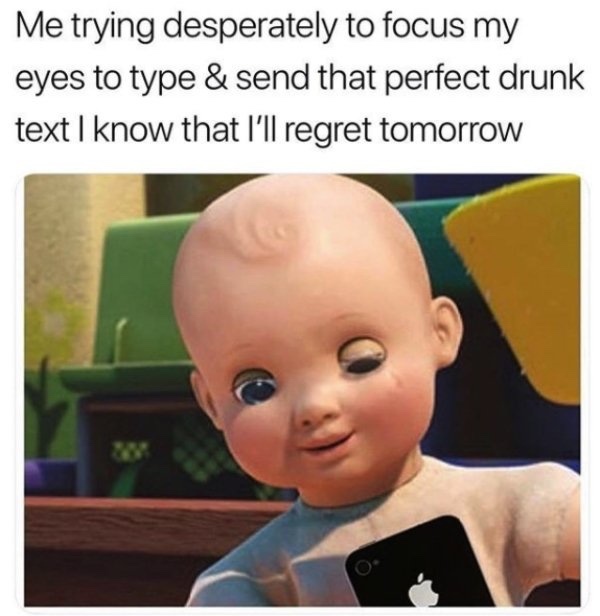 Me trying desperately to focus my
eyes to type & send that perfect drunk
text I know that I'll regret tomorrow